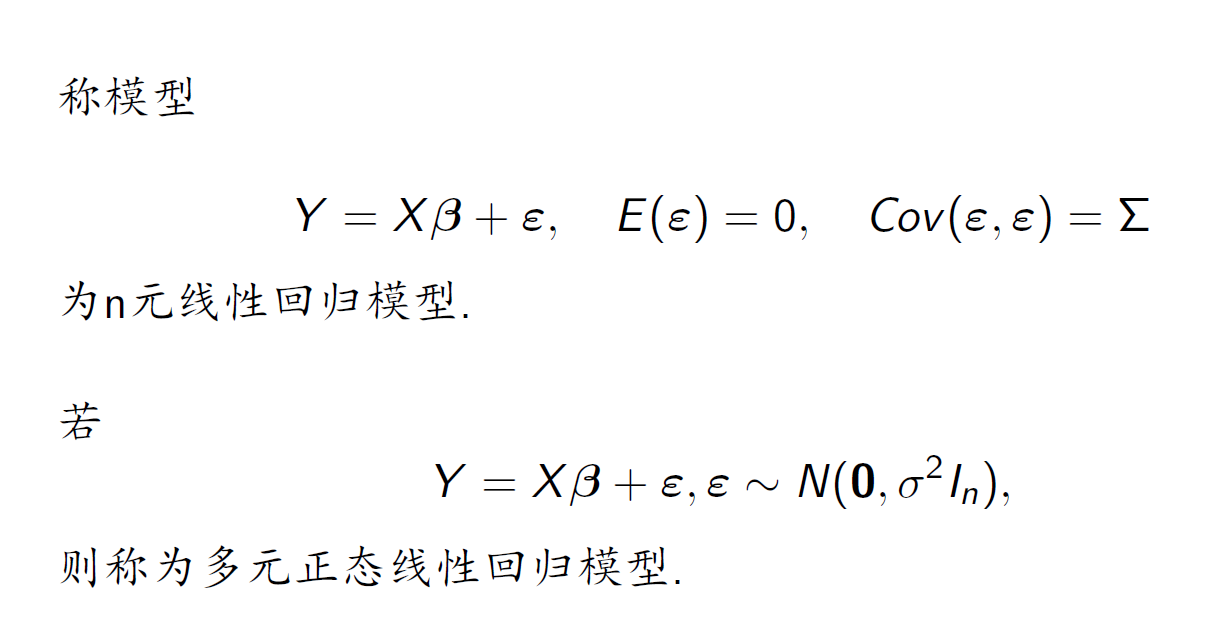 称模型
Y = Xβ + ε, E(ε) = 0, Cov(ε, ε) = Σ
为n元线性回归模型.
若
Y = Xβ + ε, ε ∼ N(0, σ²Iₙ),
则称为多元正态线性回归模型.